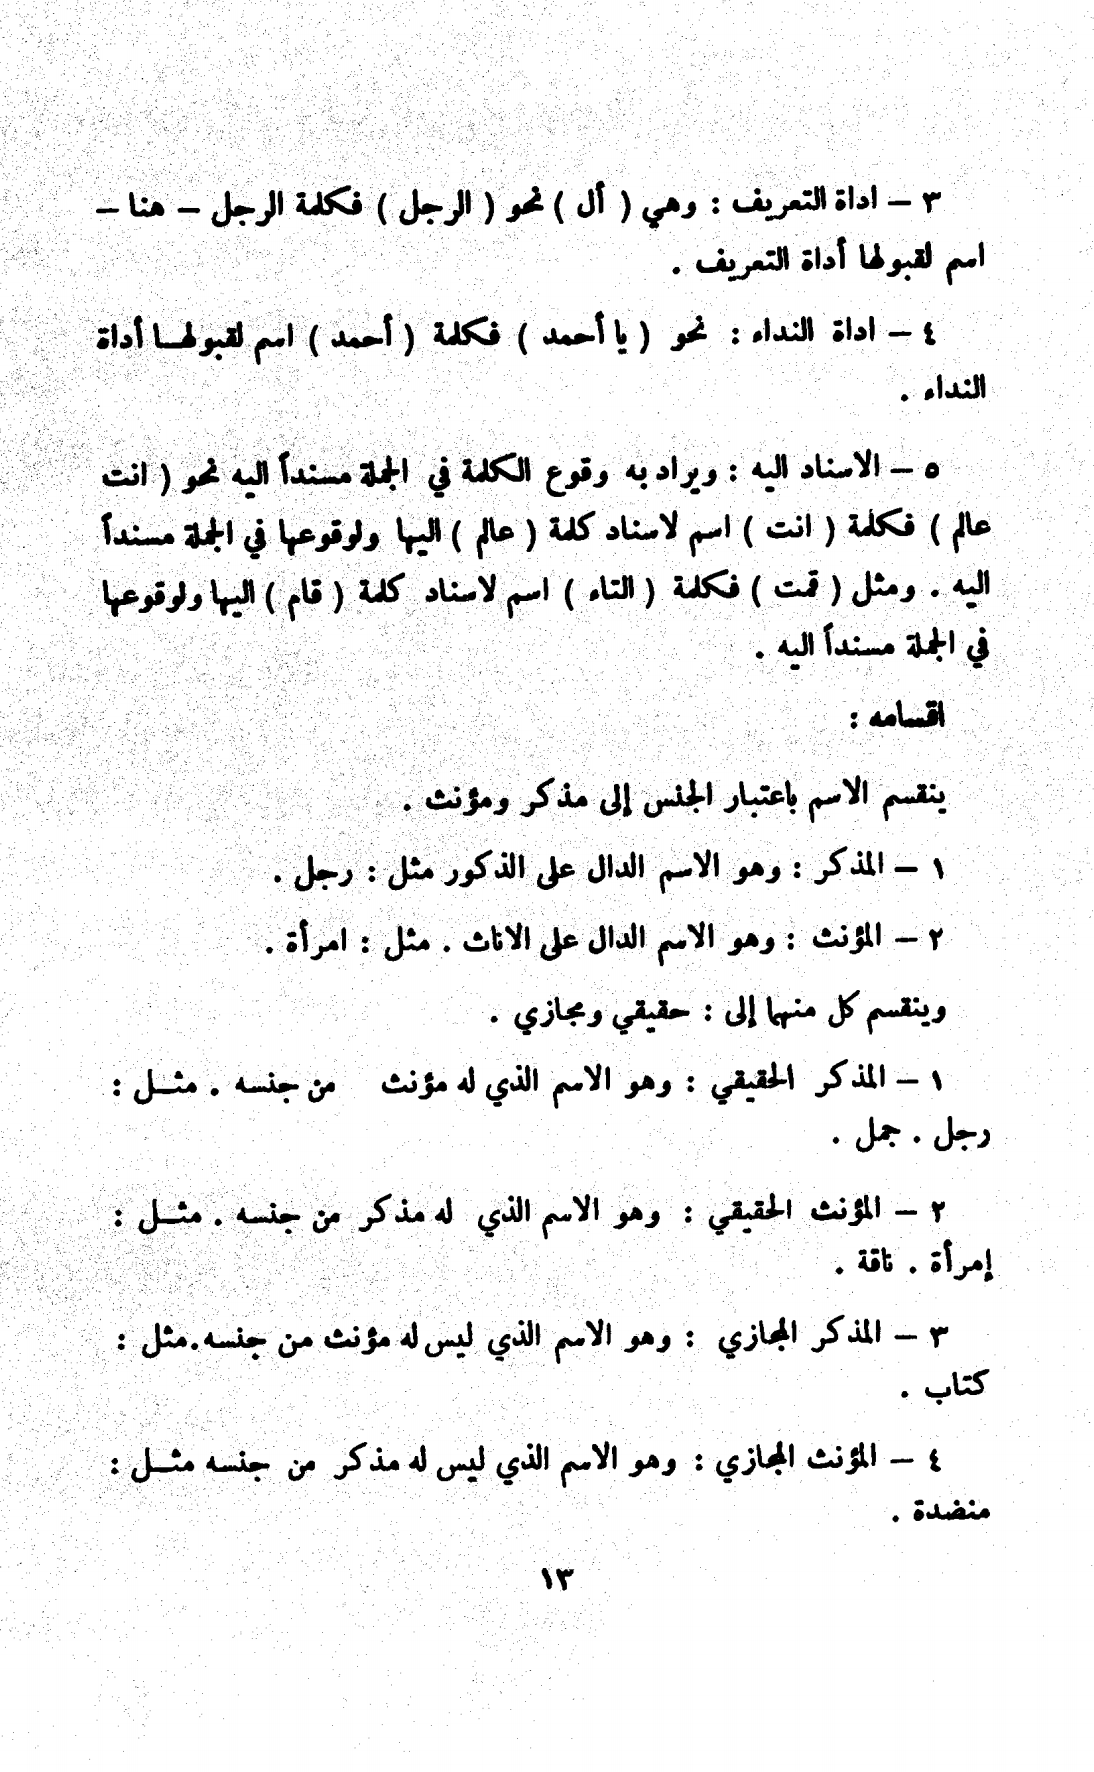 ٣ – اداة التعريف : وهي ( أل ) نحو ( الرجل ) فكلمة الرجل – هنا –
اسم لقبولها أداة التعريف .
٤ – اداة النداء : نحو ( يا أحمد ) فكلمة ( أحمد ) اسم لقبولهــا أداة
النداء .
٥ – الاسناد اليه : ويراد به وقوع الكلمة في الجملة مسنداً اليه نحو ( انت
عالم ) فكلمة ( انت ) اسم لاسناد كلمة ( عالم ) اليها ولوقوعها في الجملة مسنداً
اليه . ومثل ( قمت ) فكلمة ( التاء ) اسم لاسناد كلمة ( قام ) اليها ولوقوعها
في الجملة مسنداً اليه .
اقسامه :
ينقسم الاسم باعتبار الجنس إلى مذكر ومؤنث .
١ – المذكر : وهو الاسم الدال على الذكور مثل : رجل .
٢ – المؤنث : وهو الاسم الدال على الاناث . مثل : امرأة .
وينقسم كل منهما إلى : حقيقي ومجازي .
١ – المذكر الحقيقي : وهو الاسم الذي له مؤنث من جنسه . مثــل :
رجل . جمل .
٢ – المؤنث الحقيقي : وهو الاسم الذي له مذكر من جنسه . مثــل :
إمرأة . ناقة .
٣ – المذكر المجازي : وهو الاسم الذي ليس له مؤنث من جنسه.مثل :
كتاب .
٤ – المؤنث المجازي : وهو الاسم الذي ليس له مذكر من جنسه مثــل :
منضدة .
١٣